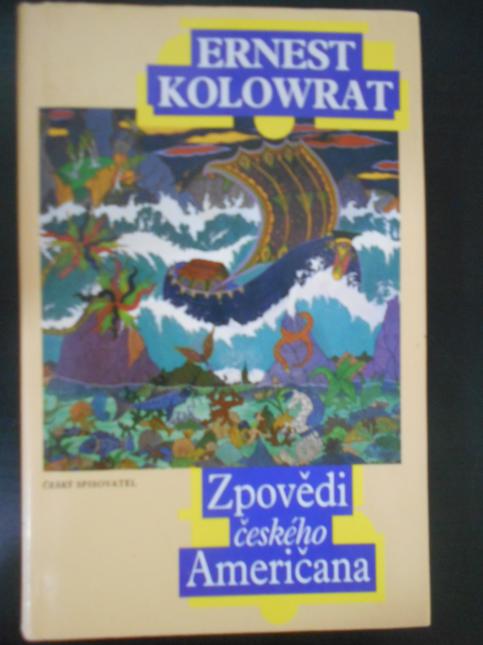 ERNEST
KOLOWRAT
ČESKÝ SPISOVATEL
Zpovědi
českého
Američana